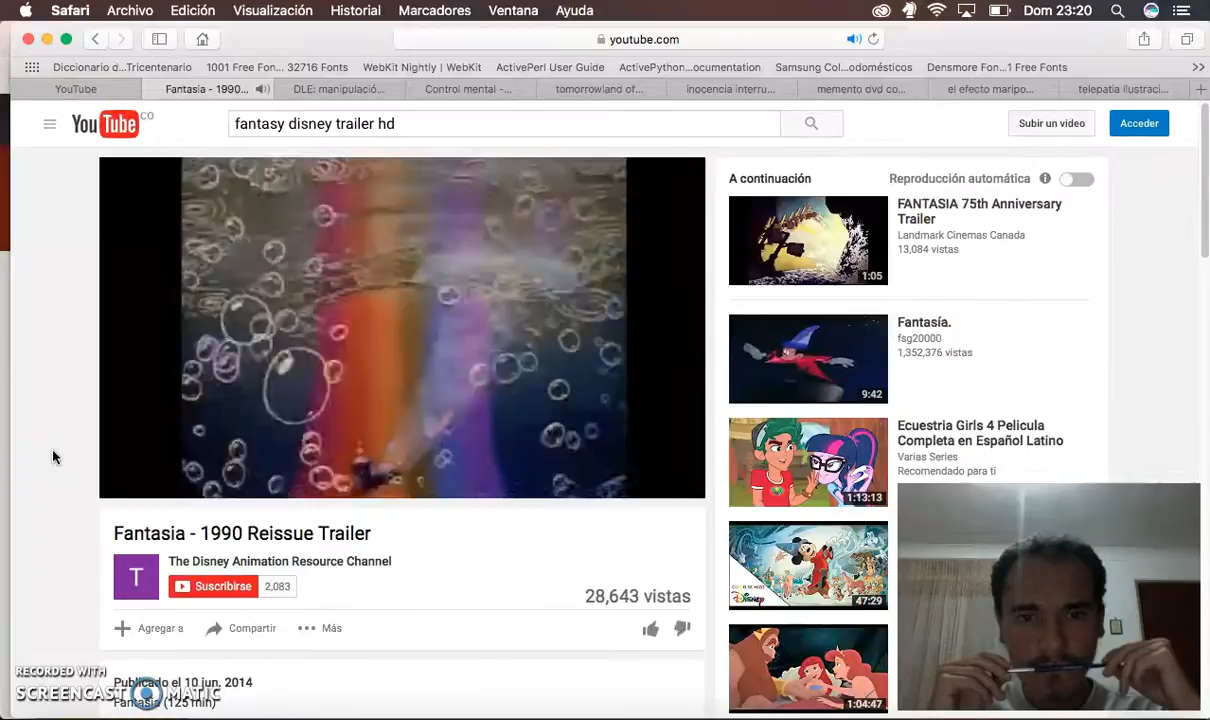 Safari Archivo Edición Visualización Historial Marcadores Ventana Ayuda Dom 23:20
youtube.com
Diccionario d...Tricentenario 1001 Free Fon... 32716 Fonts WebKit Nightly | WebKit ActivePerl User Guide ActivePython...ocumentation Samsung Col...odomésticos Densmore Fon...1 Free Fonts
YouTube Fantasia - 1990... DLE: manipulació... Control mental -... tomorrowland of... inocencia interru... memento dvd co... el efecto maripo... telepatia ilustraci...
YouTube CO fantasy disney trailer hd Subir un video Acceder
A continuación Reproducción automática
FANTASIA 75th Anniversary
Trailer
Landmark Cinemas Canada
13,084 vistas
1:05
Fantasía.
fsg20000
1,352,376 vistas
9:42
Ecuestria Girls 4 Pelicula
Completa en Español Latino
Varias Series
Recomendado para ti
1:13:13
Disney
47:29
1:04:47
Fantasia - 1990 Reissue Trailer
T
The Disney Animation Resource Channel
Suscribirse 2,083
28,643 vistas
Agregar a Compartir Más
Publicado el 10 jun. 2014
Fantasia (125 min)
RECORDED WITH
SCREENCAST MATIC